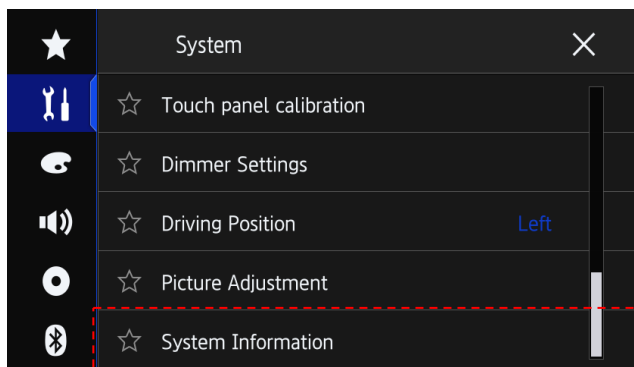 System
Touch panel calibration
Dimmer Settings
Driving Position Left
Picture Adjustment
System Information